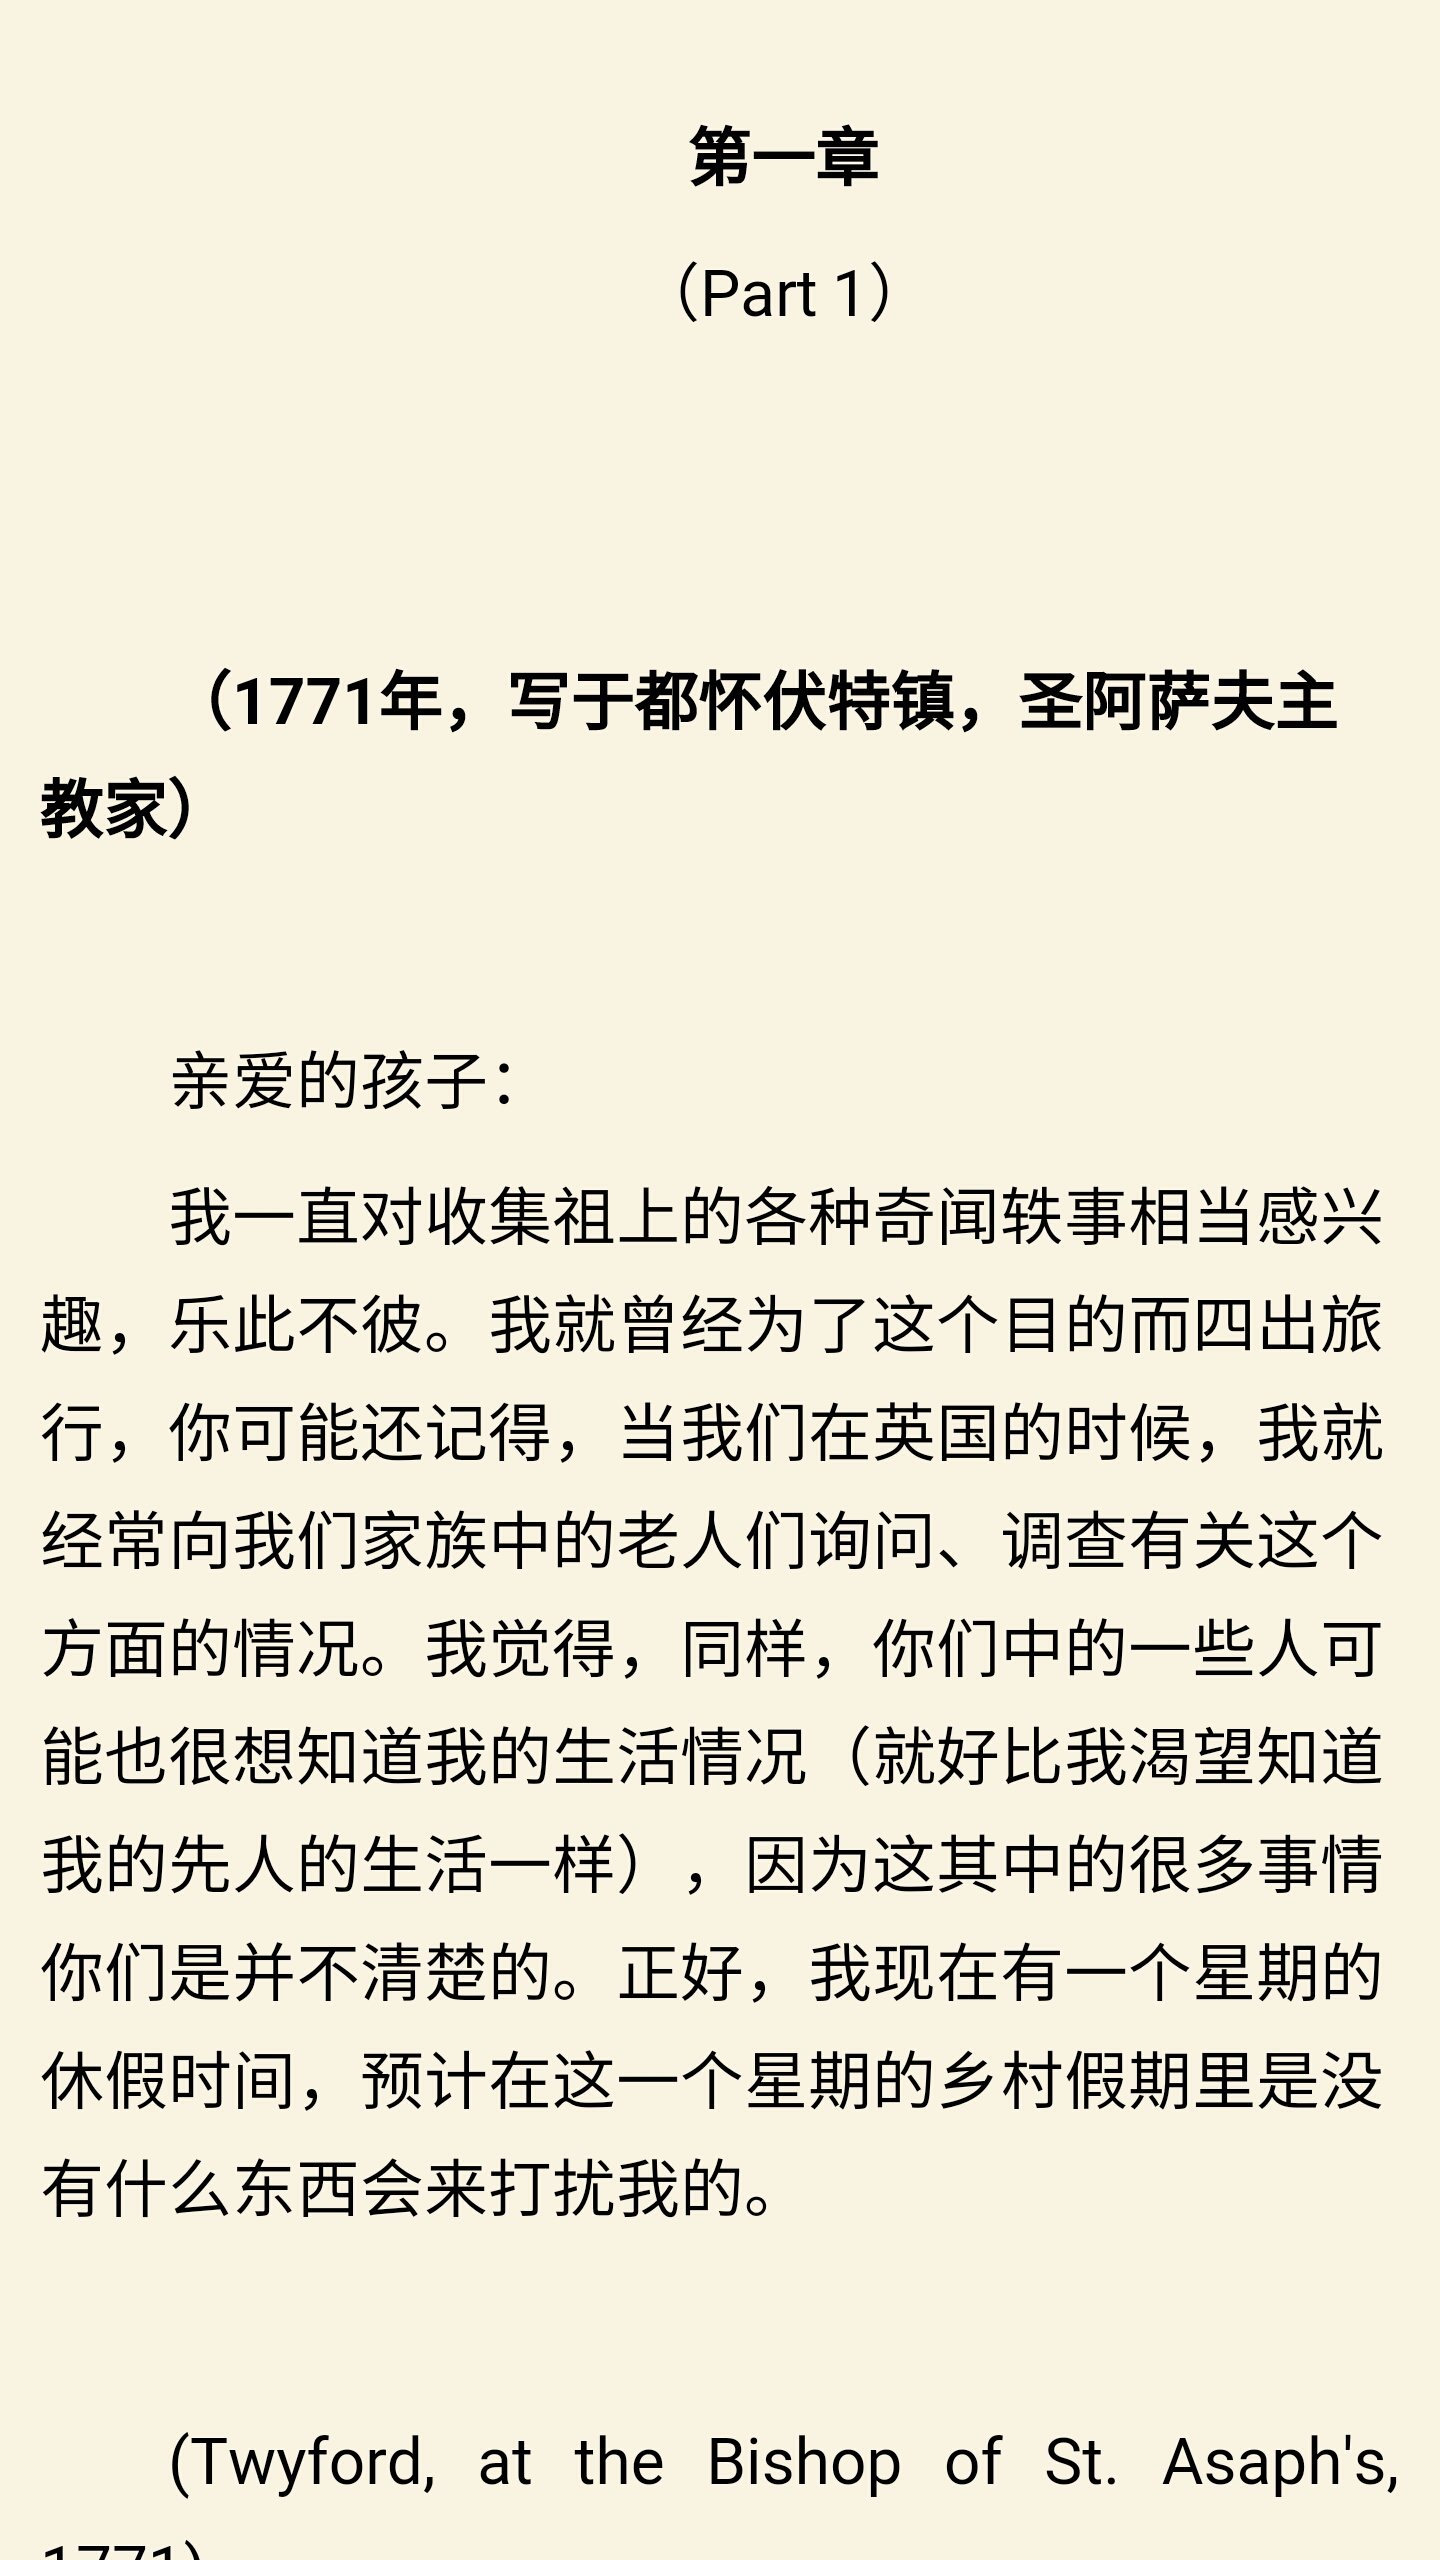 第一章
（Part 1）
（1771年，写于都怀伏特镇，圣阿萨夫主
教家）
亲爱的孩子：
我一直对收集祖上的各种奇闻轶事相当感兴
趣，乐此不彼。我就曾经为了这个目的而四出旅
行，你可能还记得，当我们在英国的时候，我就
经常向我们家族中的老人们询问、调查有关这个
方面的情况。我觉得，同样，你们中的一些人可
能也很想知道我的生活情况（就好比我渴望知道
我的先人的生活一样），因为这其中的很多事情
你们是并不清楚的。正好，我现在有一个星期的
休假时间，预计在这一个星期的乡村假期里是没
有什么东西会来打扰我的。
(Twyford, at the Bishop of St. Asaph's,
1771)